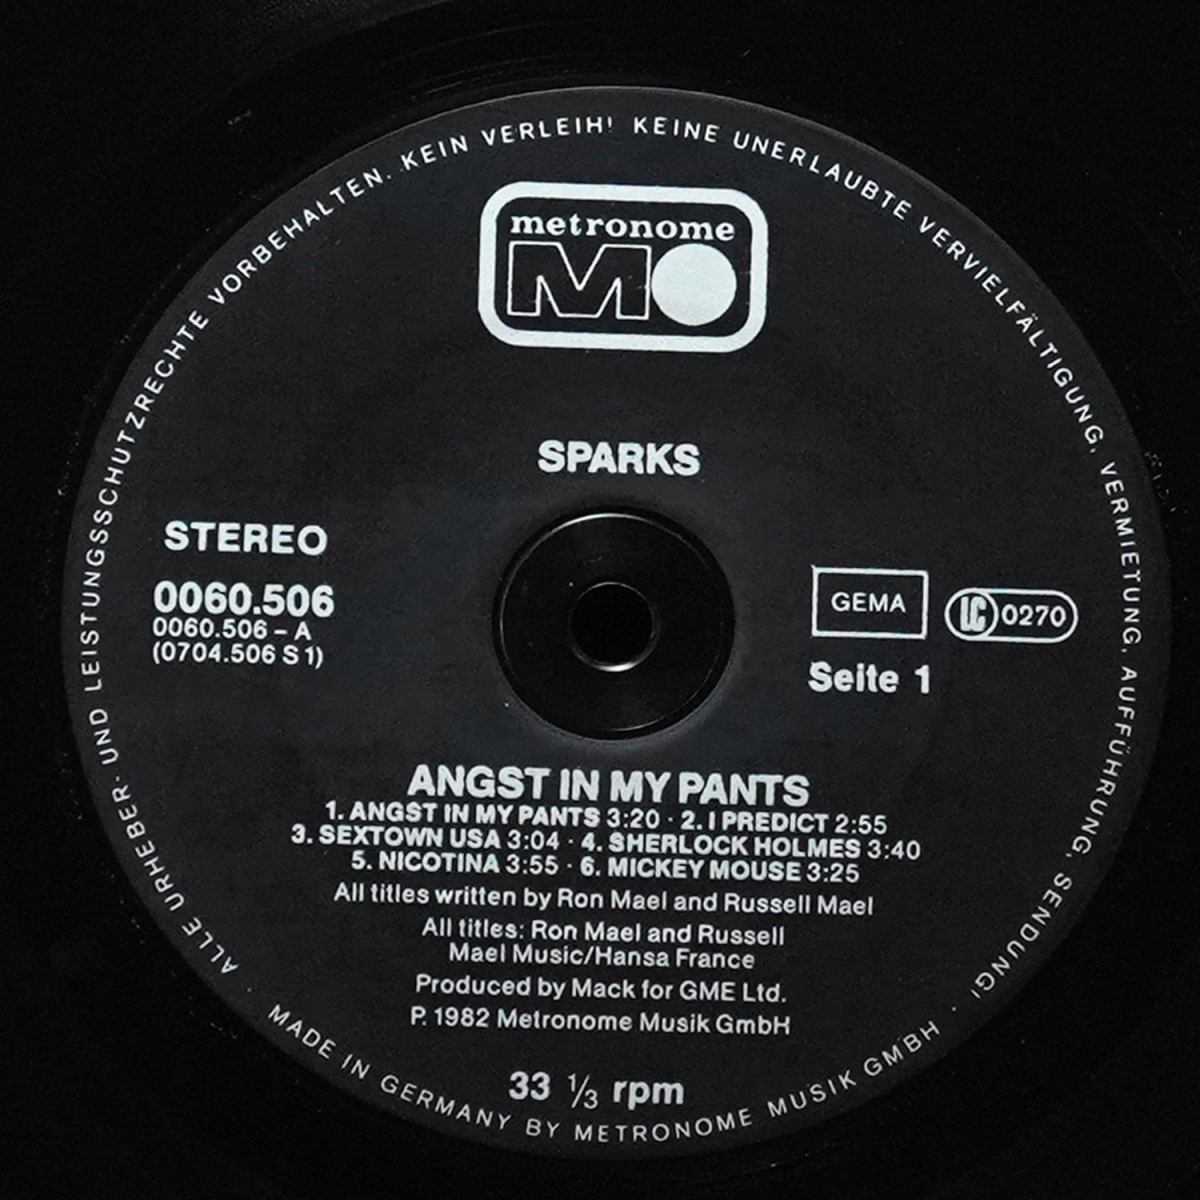 ALLE URHEBER- UND LEISTUNGSSCHUTZRECHTE VORBEHALTEN. KEIN VERLEIH! KEINE UNERLAUBTE VERVIELFÄLTIGUNG, VERMIETUNG, AUFFÜHRUNG, SENDUNG!
metronome
MO
SPARKS
STEREO
0060.506
0060.506 – A
(0704.506 S 1)
GEMA
LC 0270
Seite 1
ANGST IN MY PANTS
1. ANGST IN MY PANTS 3:20 · 2. I PREDICT 2:55
3. SEXTOWN USA 3:04 · 4. SHERLOCK HOLMES 3:40
5. NICOTINA 3:55 · 6. MICKEY MOUSE 3:25
All titles written by Ron Mael and Russell Mael
All titles: Ron Mael and Russell
Mael Music/Hansa France
Produced by Mack for GME Ltd.
P. 1982 Metronome Musik GmbH
33 1/3 rpm
· MADE IN GERMANY BY METRONOME MUSIK GMBH ·